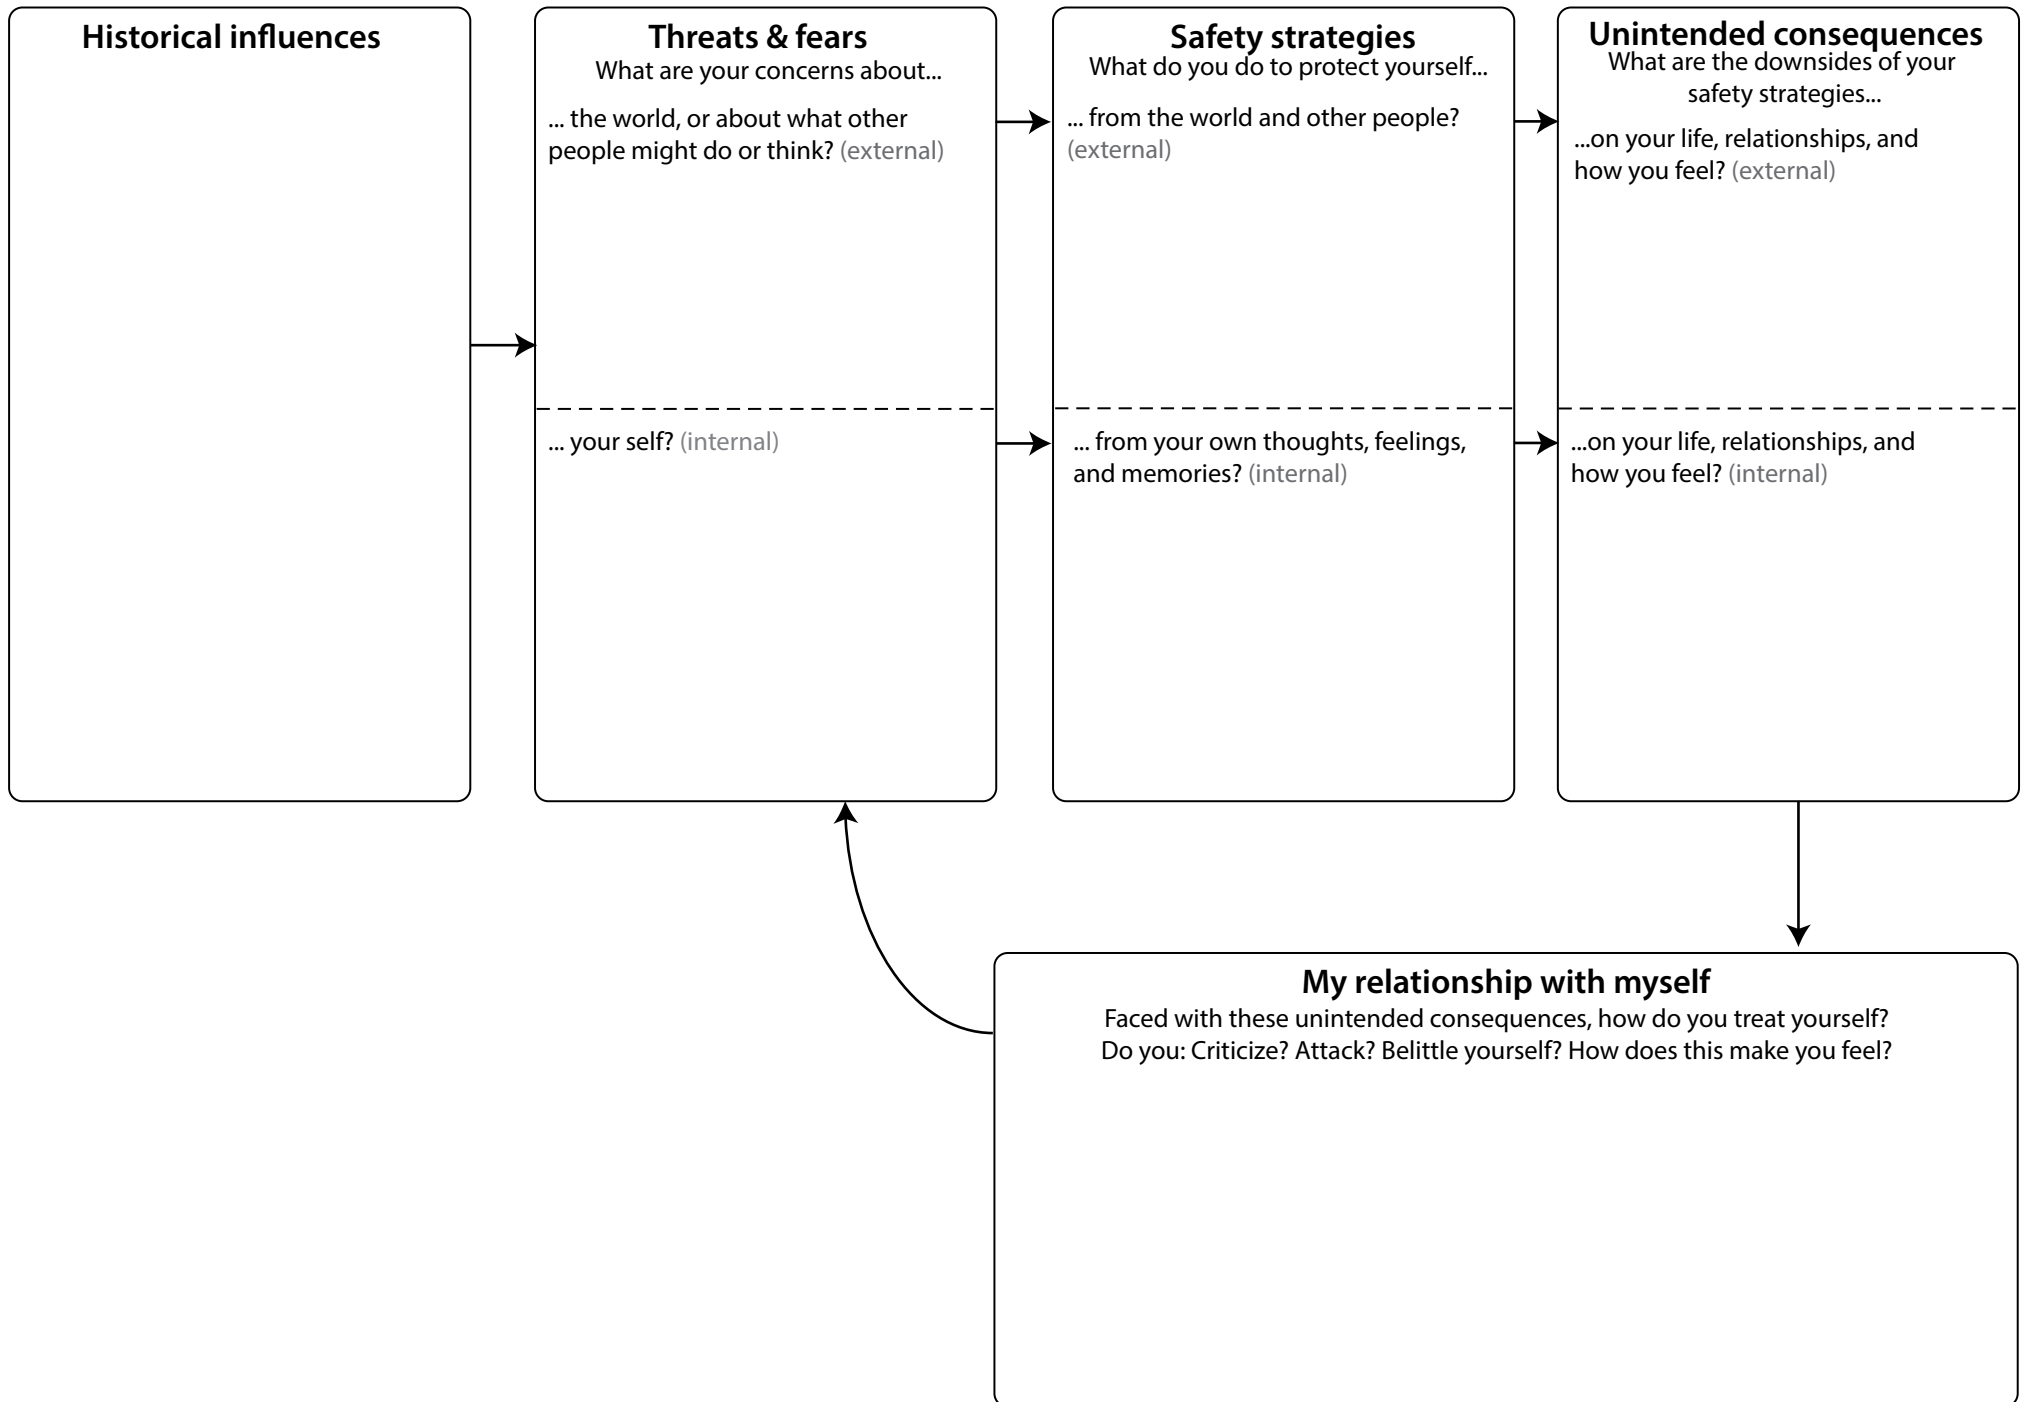 Historical influences
Threats & fears
What are your concerns about...
... the world, or about what other
people might do or think? (external)
... your self? (internal)
Safety strategies
What do you do to protect yourself...
... from the world and other people?
(external)
... from your own thoughts, feelings,
and memories? (internal)
Unintended consequences
What are the downsides of your
safety strategies...
...on your life, relationships, and
how you feel? (external)
...on your life, relationships, and
how you feel? (internal)
My relationship with myself
Faced with these unintended consequences, how do you treat yourself?
Do you: Criticize? Attack? Belittle yourself? How does this make you feel?